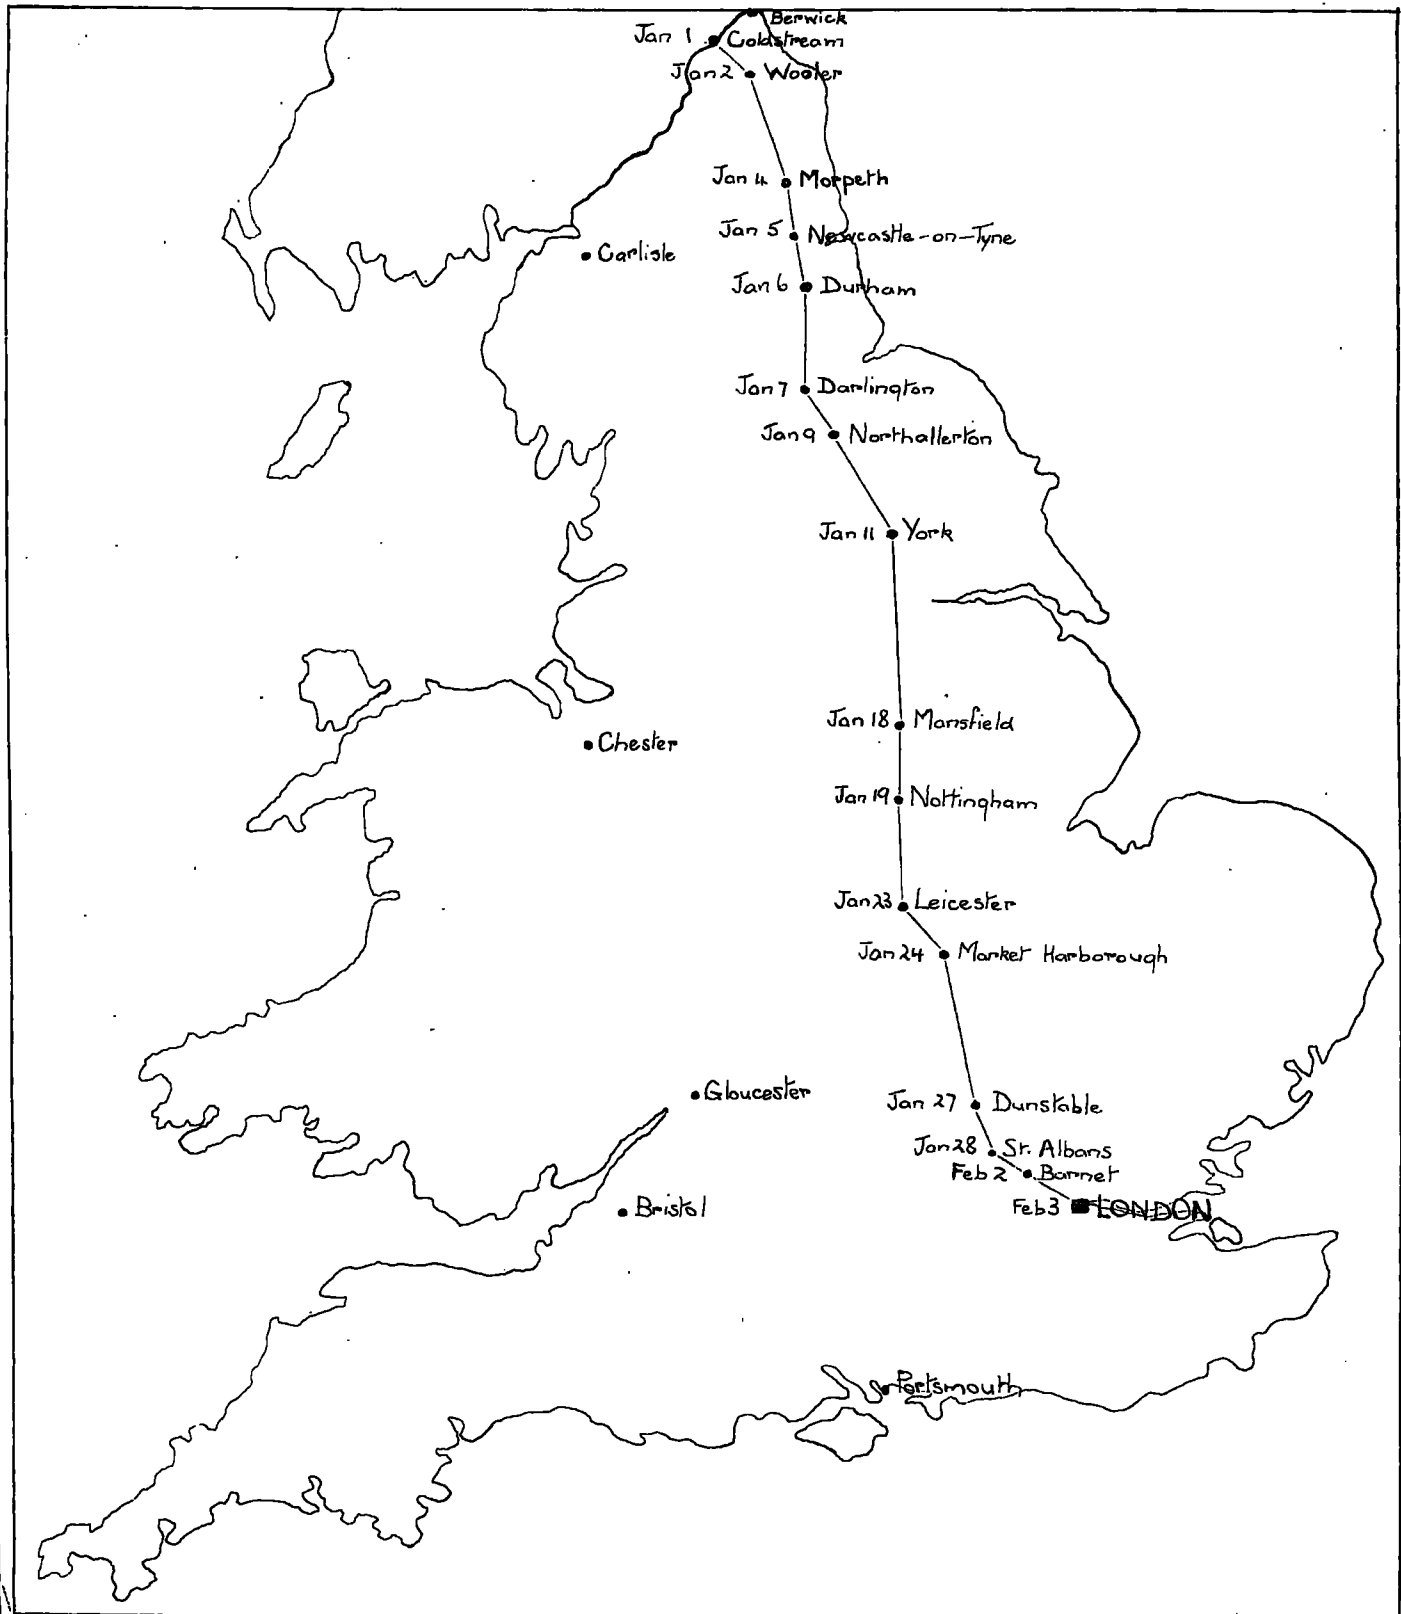 Berwick
Jan 1 Coldstream
Jan 2 Wooler
Jan 4 Morpeth
Jan 5 Newcastle-on-Tyne
Carlisle
Jan 6 Durham
Jan 7 Darlington
Jan 9 Northallerton
Jan 11 York
Jan 18 Mansfield
Chester
Jan 19 Nottingham
Jan 23 Leicester
Jan 24 Market Harborough
Gloucester
Jan 27 Dunstable
Jan 28 St. Albans
Feb 2 Barnet
Bristol
Feb 3 LONDON
Portsmouth